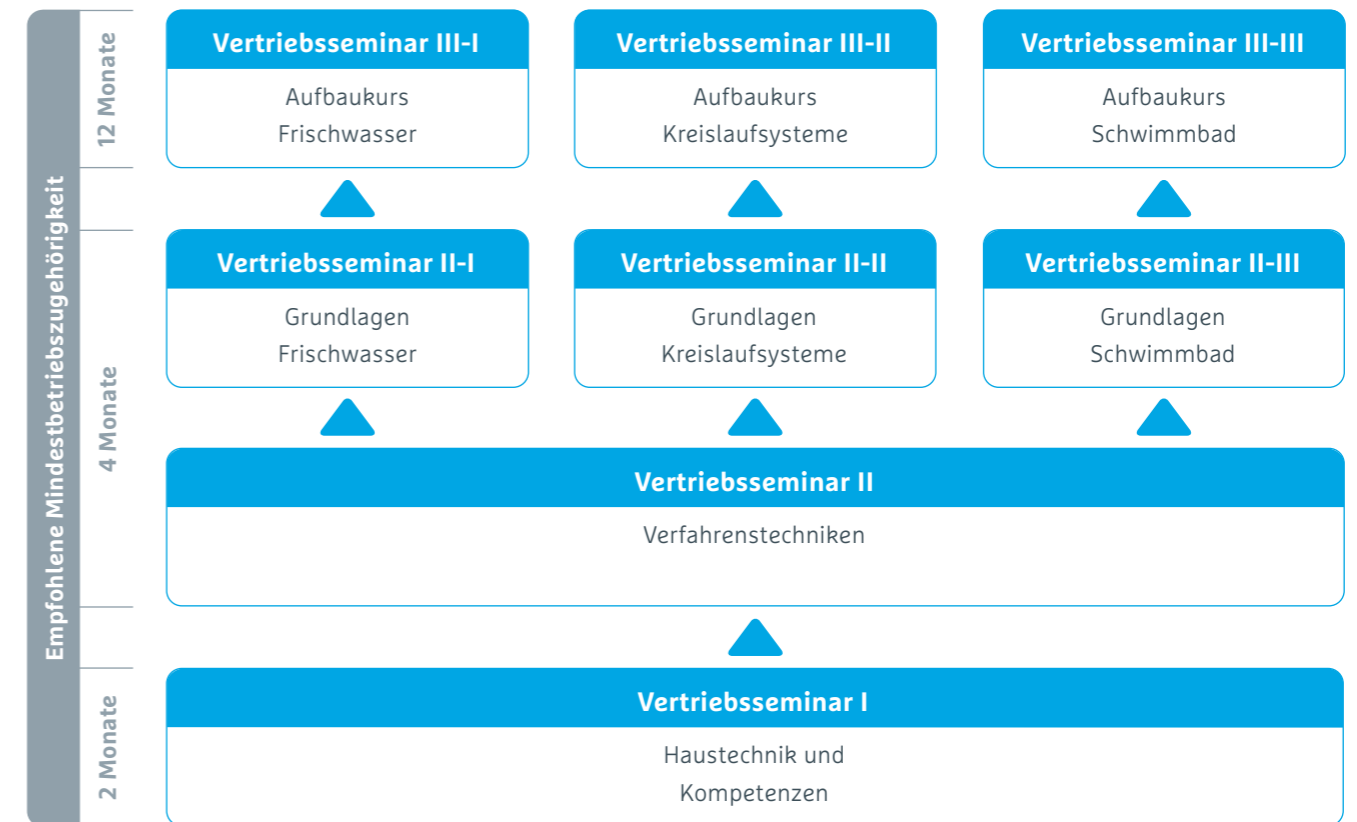 Empfohlene Mindestbetriebszugehörigkeit
12 Monate
Vertriebsseminar III-I
Aufbaukurs
Frischwasser
Vertriebsseminar III-II
Aufbaukurs
Kreislaufsysteme
Vertriebsseminar III-III
Aufbaukurs
Schwimmbad
4 Monate
Vertriebsseminar II-I
Grundlagen
Frischwasser
Vertriebsseminar II-II
Grundlagen
Kreislaufsysteme
Vertriebsseminar II-III
Grundlagen
Schwimmbad
Vertriebsseminar II
Verfahrenstechniken
2 Monate
Vertriebsseminar I
Haustechnik und
Kompetenzen